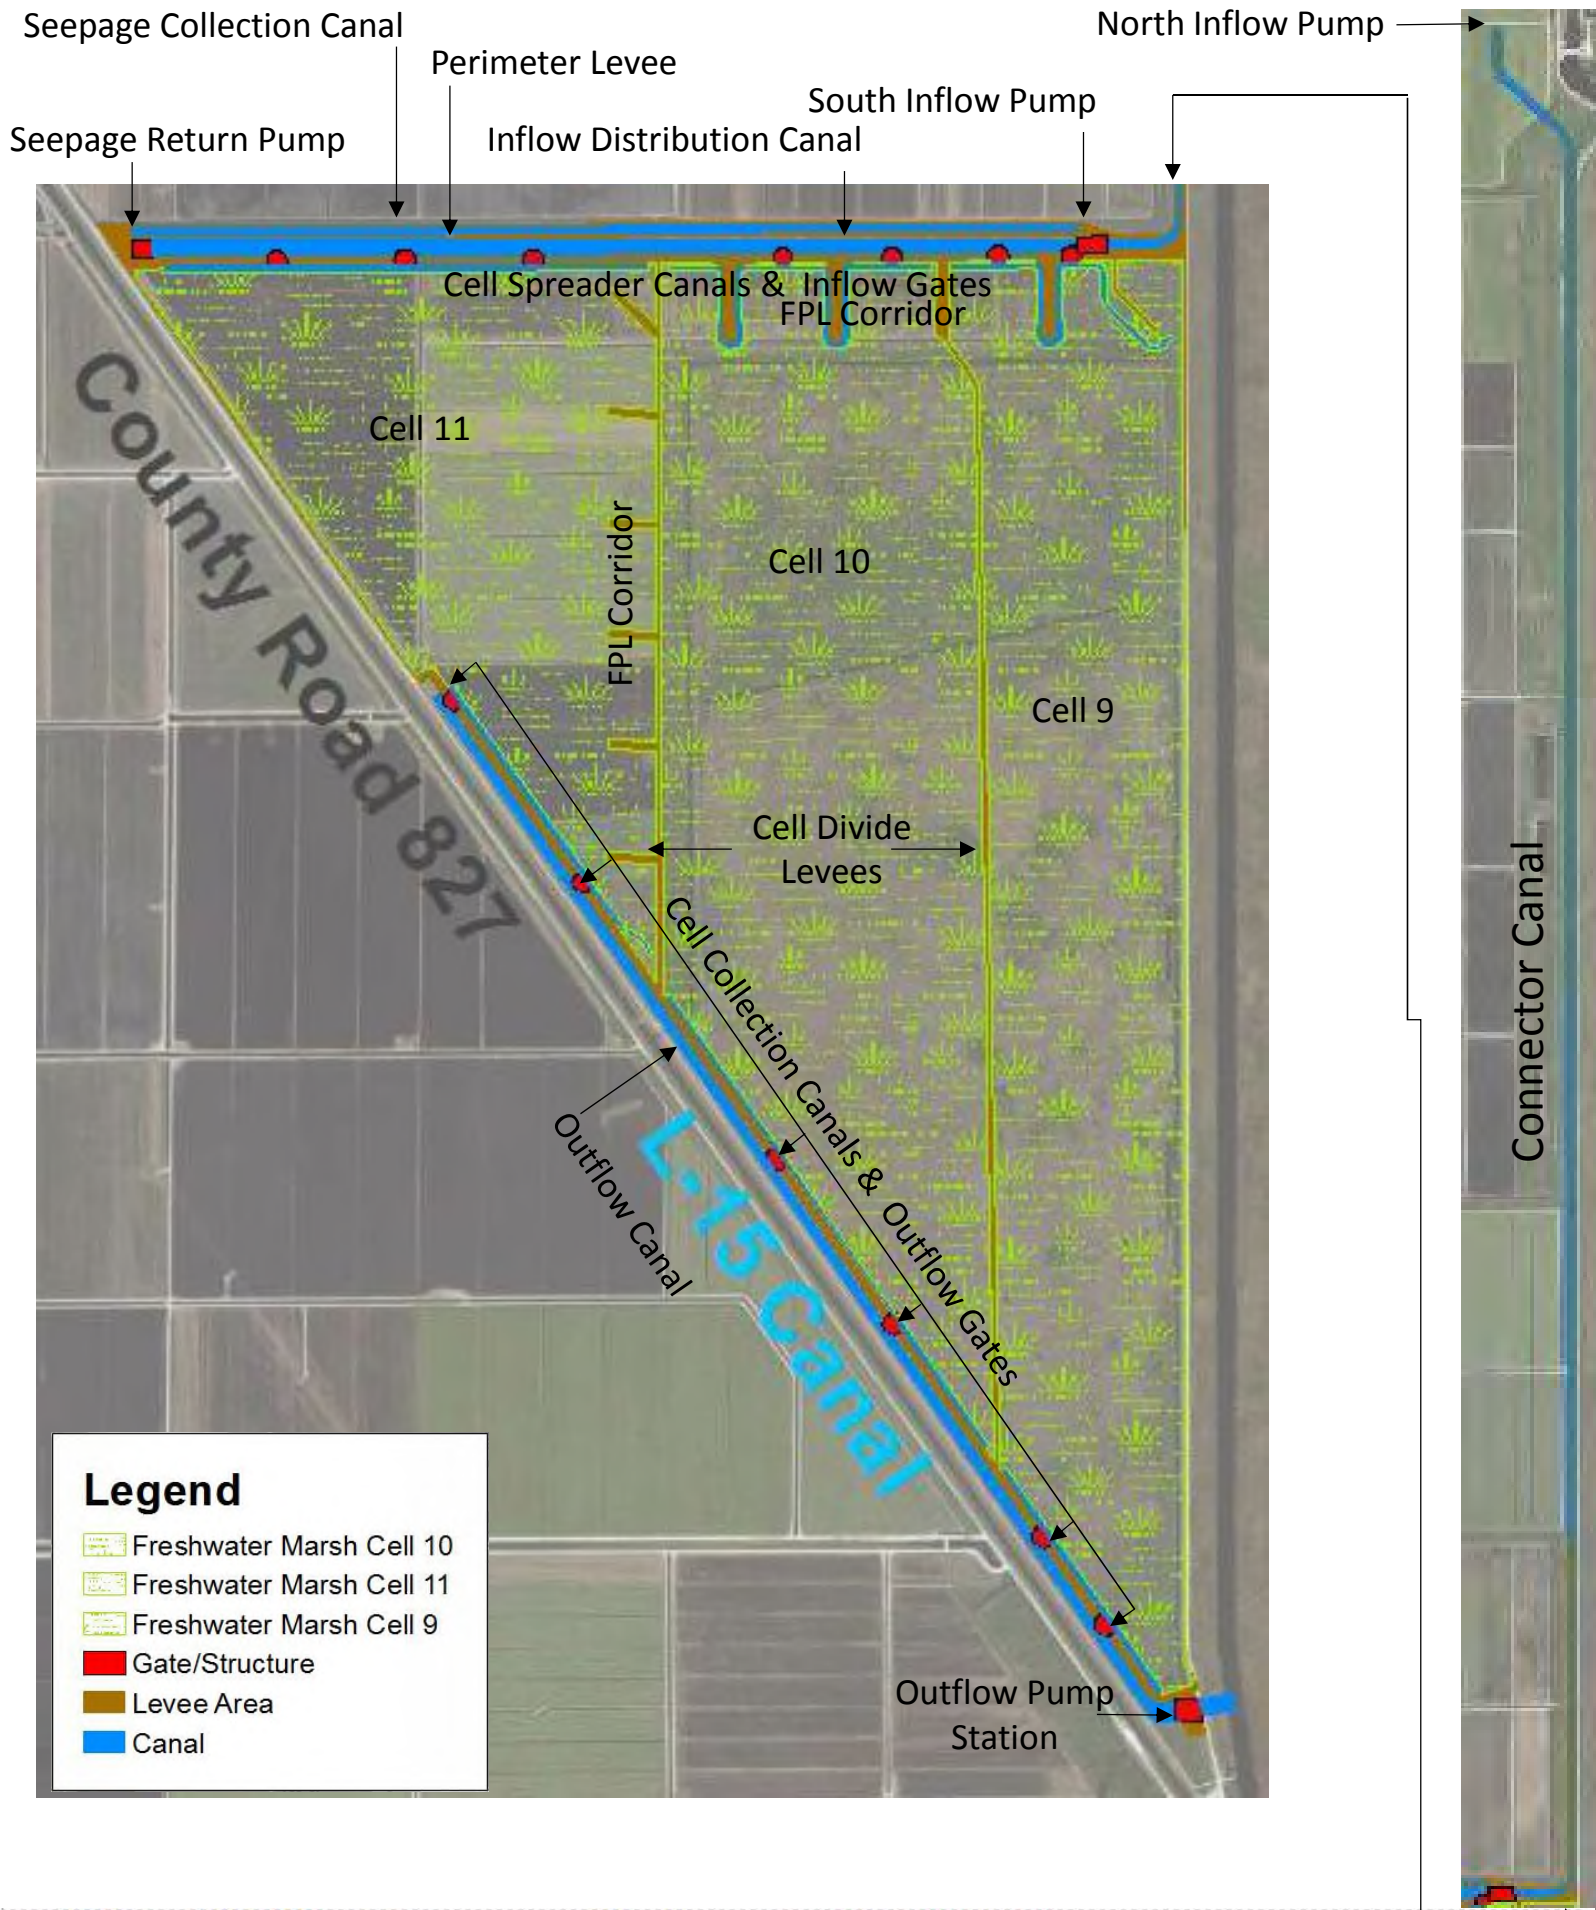 Seepage Collection Canal
North Inflow Pump
Perimeter Levee
South Inflow Pump
Seepage Return Pump
Inflow Distribution Canal
Cell Spreader Canals & Inflow Gates
FPL Corridor
Cell 11
County Road 827
FPL Corridor
Cell 10
Cell 9
Cell Divide
Levees
Cell Collection Canals & Outflow Gates
Outflow Canal
L-15 Canal
Connector Canal
Legend
Freshwater Marsh Cell 10
Freshwater Marsh Cell 11
Freshwater Marsh Cell 9
Gate/Structure
Levee Area
Canal
Outflow Pump
Station